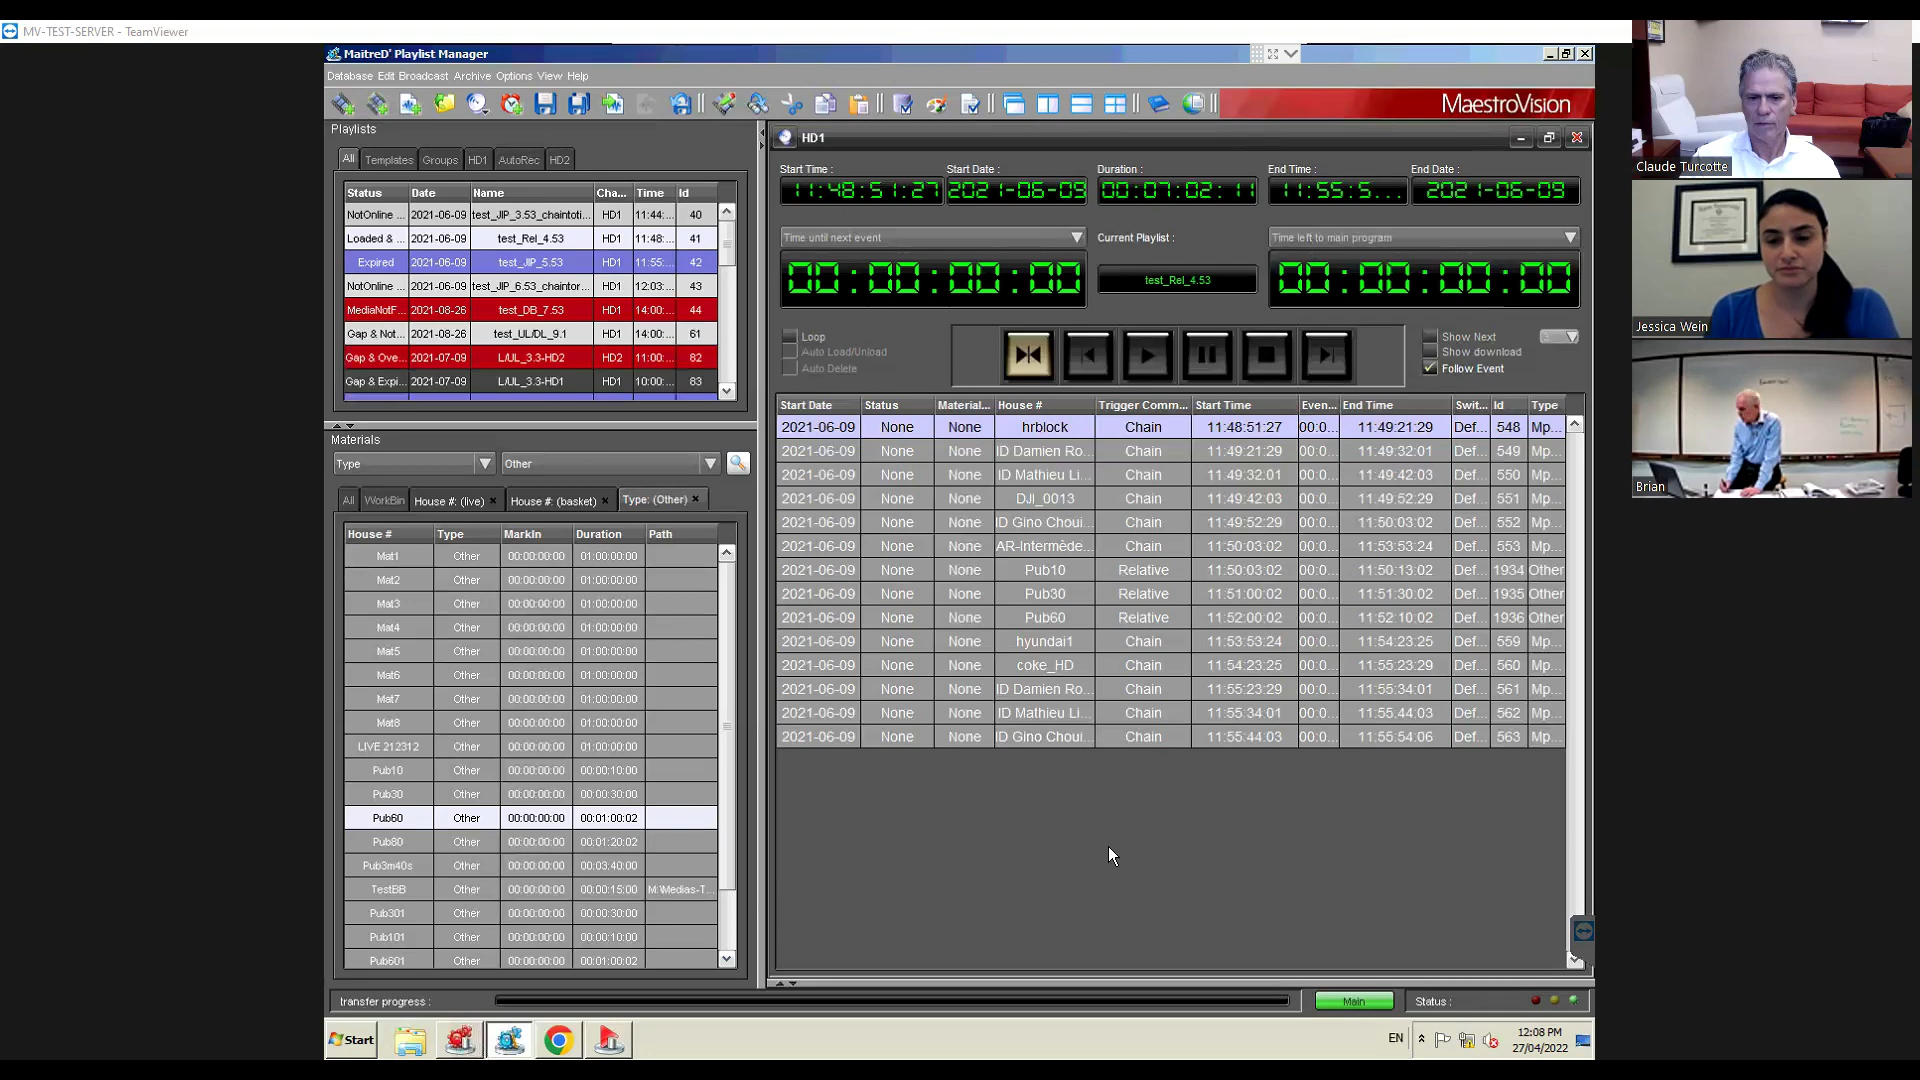 MV-TEST-SERVER - TeamViewer
MaitreD' Playlist Manager
Database Edit Broadcast Archive Options View Help
MaestroVision
Playlists
All Templates Groups HD1 AutoRec HD2
Status Date Name Cha... Time Id
NotOnline ... 2021-06-09 test_JIP_3.53_chaintoti... HD1 11:44:... 40
Loaded & ... 2021-06-09 test_Rel_4.53 HD1 11:48:... 41
Expired 2021-06-09 test_JIP_5.53 HD1 11:55:... 42
NotOnline ... 2021-06-09 test_JIP_6.53_chaintor... HD1 12:03:... 43
MediaNotF... 2021-08-26 test_DB_7.53 HD1 14:00:... 44
Gap & Not... 2021-08-26 test_UL/DL_9.1 HD1 14:00:... 61
Gap & Ove... 2021-07-09 L/UL_3.3-HD2 HD2 11:00:... 82
Gap & Expi... 2021-07-09 L/UL_3.3-HD1 HD1 10:00:... 83
Materials
Type Other
All WorkBin House #: (live) × House #: (basket) × Type: (Other) ×
House # Type MarkIn Duration Path
Mat1 Other 00:00:00:00 01:00:00:00
Mat2 Other 00:00:00:00 01:00:00:00
Mat3 Other 00:00:00:00 01:00:00:00
Mat4 Other 00:00:00:00 01:00:00:00
Mat5 Other 00:00:00:00 01:00:00:00
Mat6 Other 00:00:00:00 01:00:00:00
Mat7 Other 00:00:00:00 01:00:00:00
Mat8 Other 00:00:00:00 01:00:00:00
LIVE 212312 Other 00:00:00:00 01:00:00:00
Pub10 Other 00:00:00:00 00:00:10:00
Pub30 Other 00:00:00:00 00:00:30:00
Pub60 Other 00:00:00:00 00:01:00:02
Pub80 Other 00:00:00:00 00:01:20:02
Pub3m40s Other 00:00:00:00 00:03:40:00
TestBB Other 00:00:00:00 00:00:15:00 M:\Medias-T...
Pub301 Other 00:00:00:00 00:00:30:00
Pub101 Other 00:00:00:00 00:00:10:00
Pub601 Other 00:00:00:00 00:01:00:02
HD1
Start Time : Start Date : Duration : End Time : End Date :
11:48:51:27 2021-06-09 00:07:02:11 11:55:5... 2021-06-09
Time until next event Current Playlist : Time left to main program
00:00:00:00 test_Rel_4.53 00:00:00:00
Loop
Auto Load/Unload
Auto Delete
Show Next
Show download
Follow Event
Start Date Status Material... House # Trigger Comm... Start Time Even... End Time Swit... Id Type
2021-06-09 None None hrblock Chain 11:48:51:27 00:0... 11:49:21:29 Def... 548 Mp...
2021-06-09 None None ID Damien Ro... Chain 11:49:21:29 00:0... 11:49:32:01 Def... 549 Mp...
2021-06-09 None None ID Mathieu Li... Chain 11:49:32:01 00:0... 11:49:42:03 Def... 550 Mp...
2021-06-09 None None DJI_0013 Chain 11:49:42:03 00:0... 11:49:52:29 Def... 551 Mp...
2021-06-09 None None ID Gino Choui... Chain 11:49:52:29 00:0... 11:50:03:02 Def... 552 Mp...
2021-06-09 None None AR-Intermède... Chain 11:50:03:02 00:0... 11:53:53:24 Def... 553 Mp...
2021-06-09 None None Pub10 Relative 11:50:03:02 00:0... 11:50:13:02 Def... 1934 Other
2021-06-09 None None Pub30 Relative 11:51:00:02 00:0... 11:51:30:02 Def... 1935 Other
2021-06-09 None None Pub60 Relative 11:52:00:02 00:0... 11:52:10:02 Def... 1936 Other
2021-06-09 None None hyundai1 Chain 11:53:53:24 00:0... 11:54:23:25 Def... 559 Mp...
2021-06-09 None None coke_HD Chain 11:54:23:25 00:0... 11:55:23:29 Def... 560 Mp...
2021-06-09 None None ID Damien Ro... Chain 11:55:23:29 00:0... 11:55:34:01 Def... 561 Mp...
2021-06-09 None None ID Mathieu Li... Chain 11:55:34:01 00:0... 11:55:44:03 Def... 562 Mp...
2021-06-09 None None ID Gino Choui... Chain 11:55:44:03 00:0... 11:55:54:06 Def... 563 Mp...
transfer progress : Main Status :
Start EN 12:08 PM
27/04/2022
Claude Turcotte
Jessica Wein
Brian